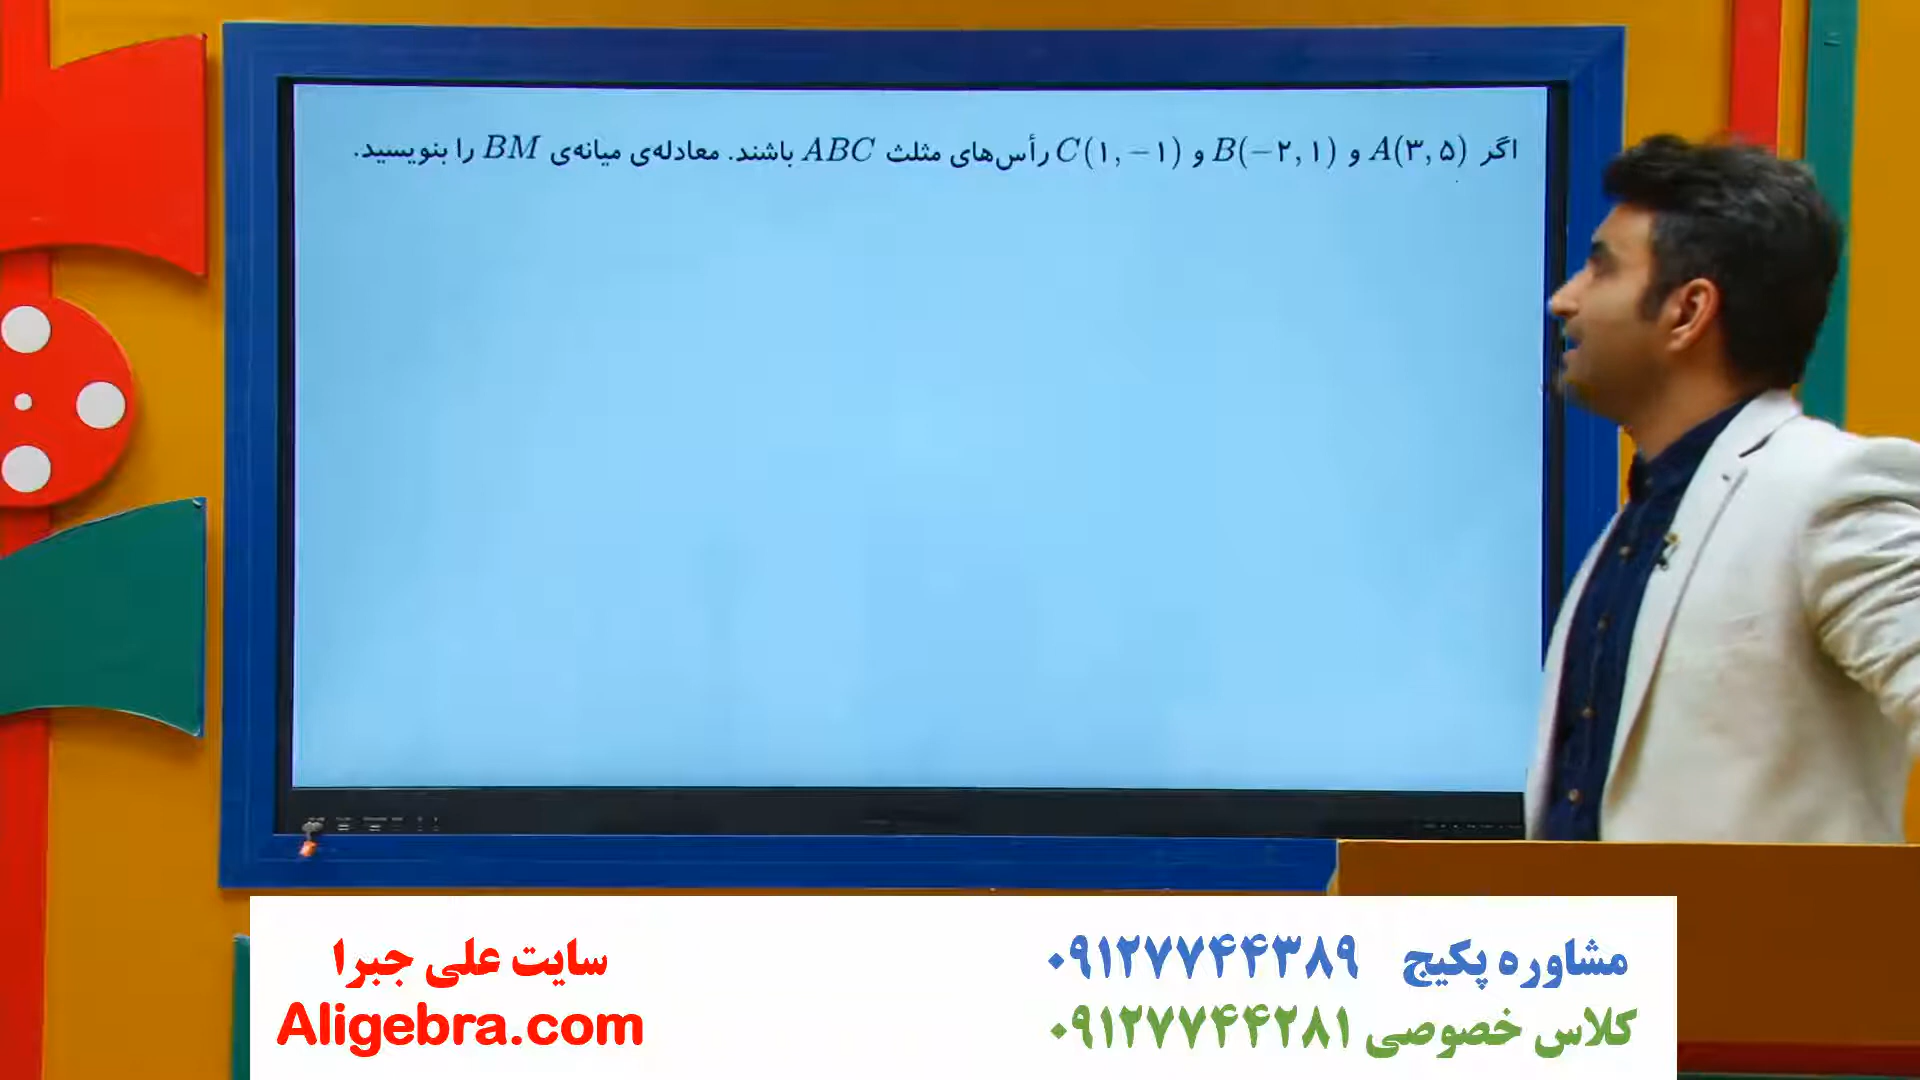 اگر A(۳, ۵) و B(−۲, ۱) و C(۱, −۱) رأس‌های مثلث ABC باشند. معادله‌ی میانه‌ی BM را بنویسید.
مشاوره پکیج ۰۹۱۲۷۷۴۴۳۸۹
کلاس خصوصی ۰۹۱۲۷۷۴۴۲۸۱
سایت علی جبرا
Aligebra.com